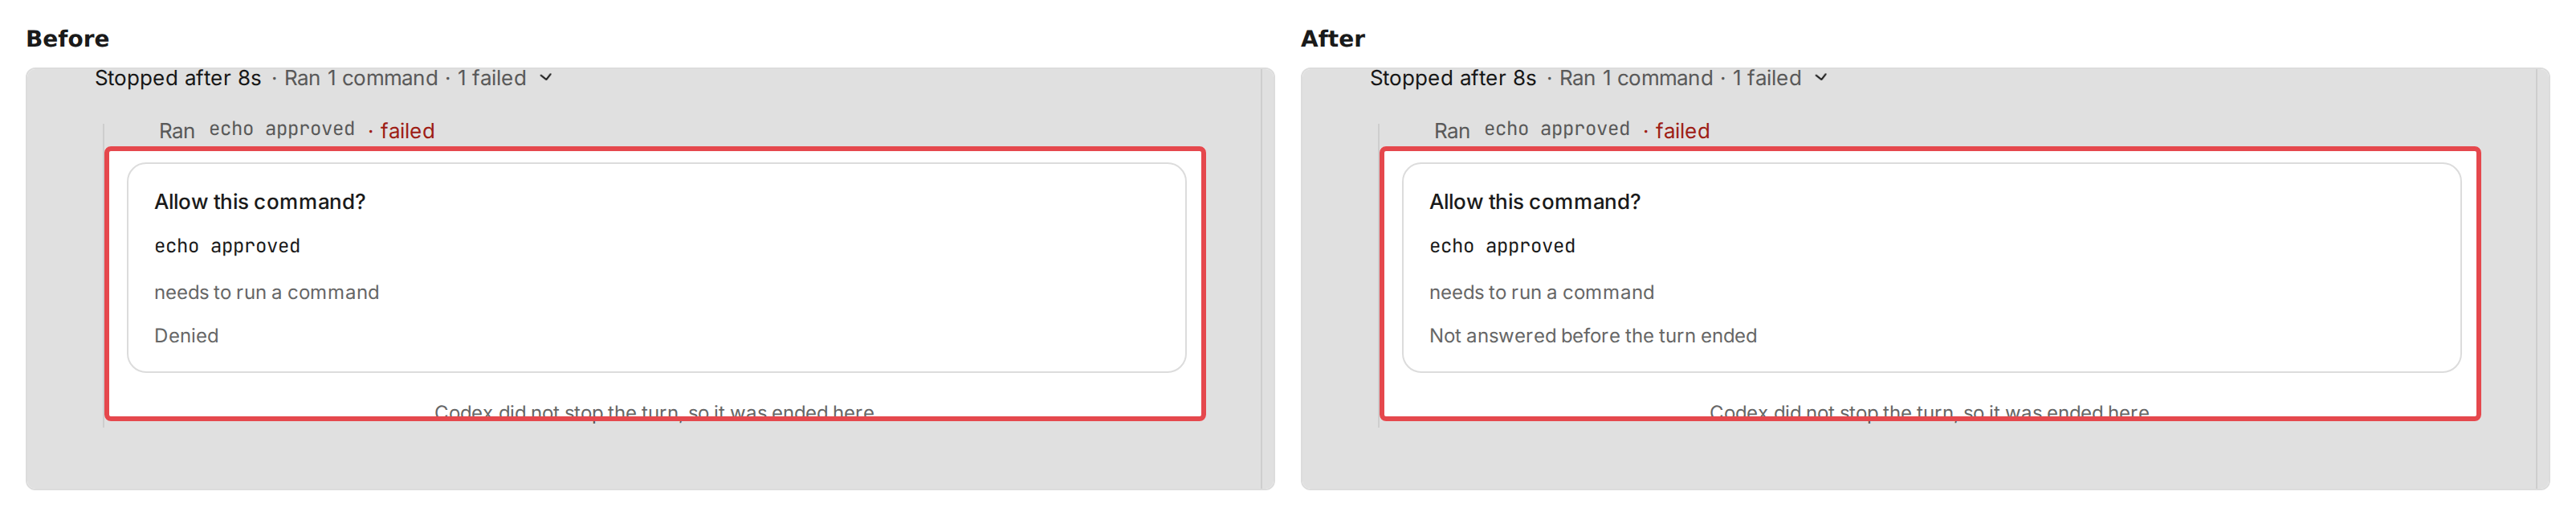 Before
Stopped after 8s · Ran 1 command · 1 failed
Ran echo approved · failed
Allow this command?
echo approved
needs to run a command
Denied
Codex did not stop the turn, so it was ended here
After
Stopped after 8s · Ran 1 command · 1 failed
Ran echo approved · failed
Allow this command?
echo approved
needs to run a command
Not answered before the turn ended
Codex did not stop the turn, so it was ended here